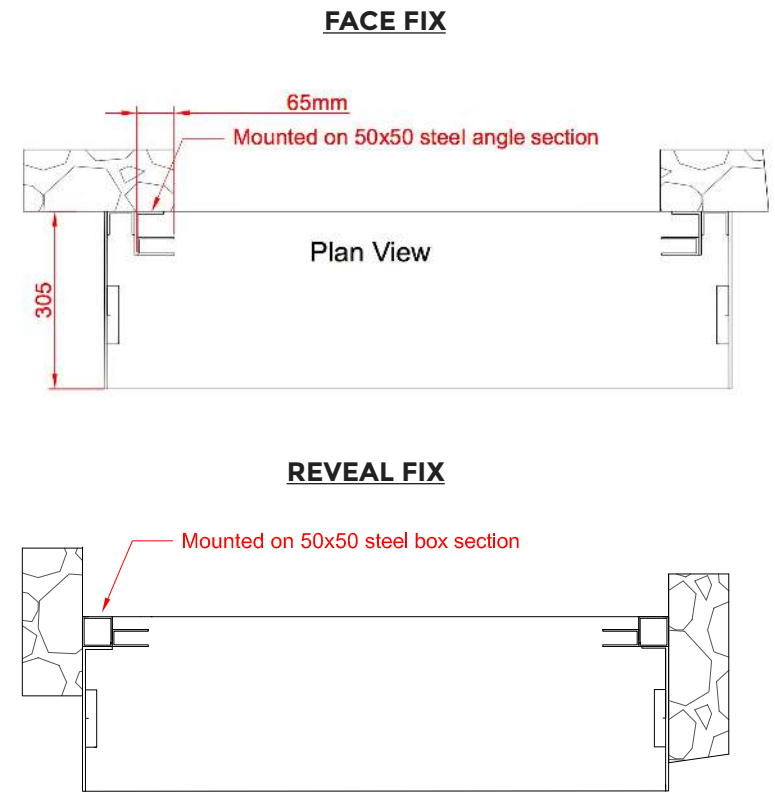 FACE FIX
65mm
Mounted on 50x50 steel angle section
Plan View
305
REVEAL FIX
Mounted on 50x50 steel box section